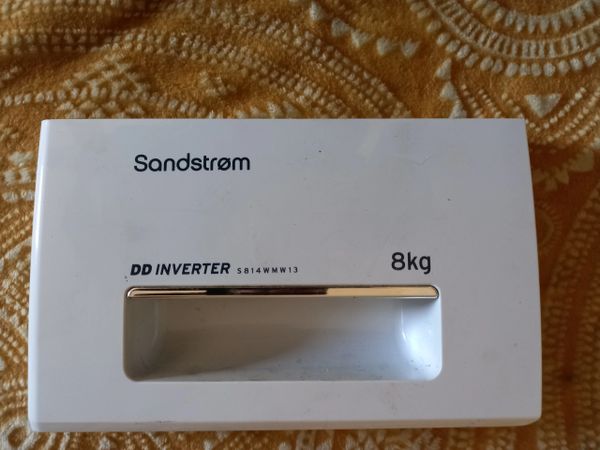 Sandstrøm
DD INVERTER S814WMW13
8kg